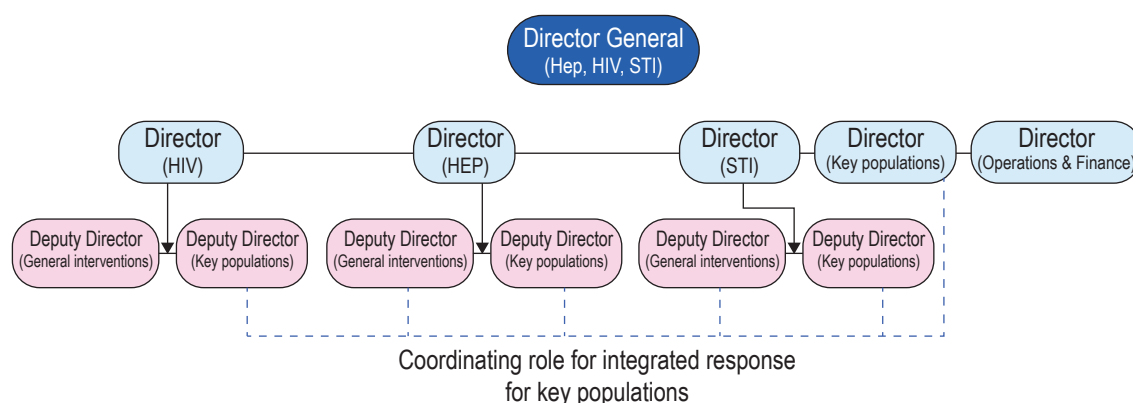 Director General
(Hep, HIV, STI)
Director
(HIV)
Director
(HEP)
Director
(STI)
Director
(Key populations)
Director
(Operations & Finance)
Deputy Director
(General interventions)
Deputy Director
(Key populations)
Deputy Director
(General interventions)
Deputy Director
(Key populations)
Deputy Director
(General interventions)
Deputy Director
(Key populations)
Coordinating role for integrated response
for key populations